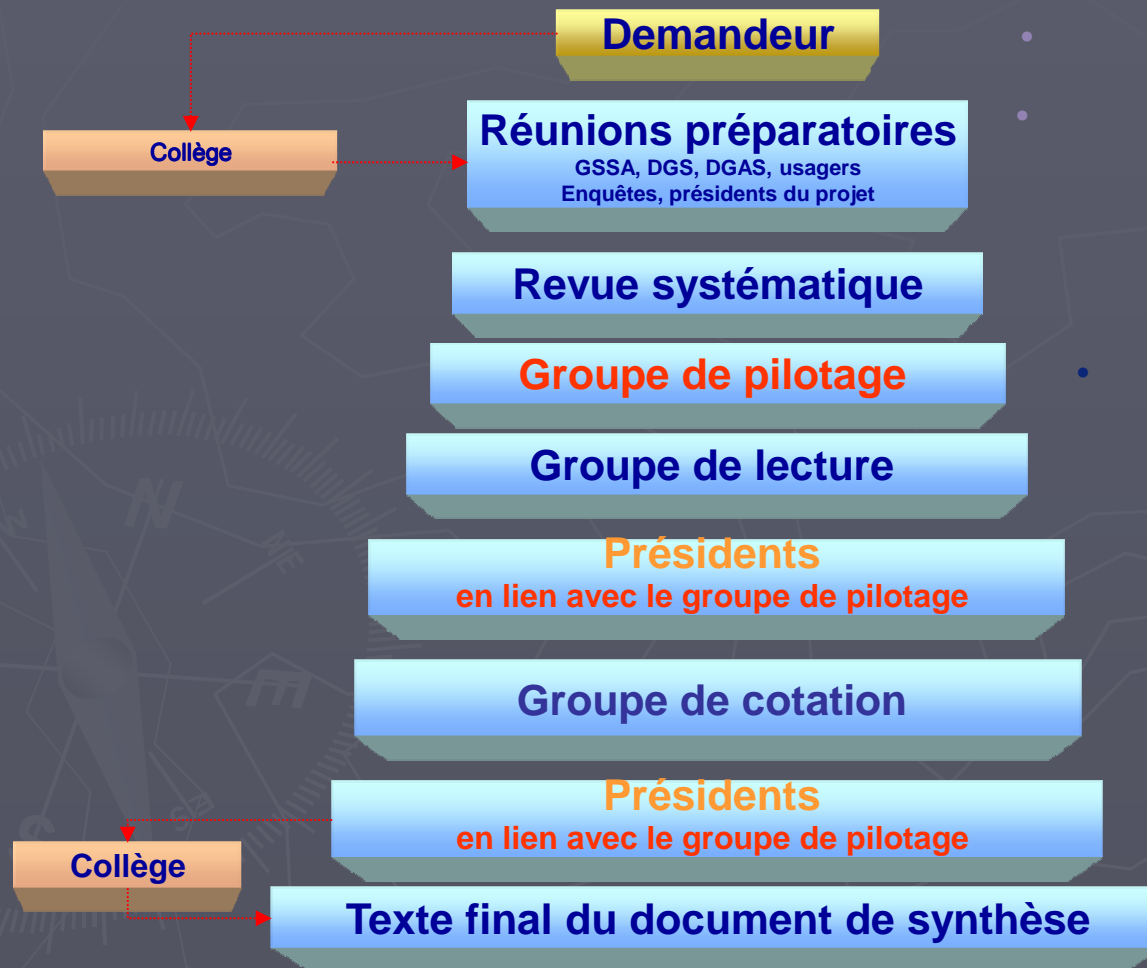 Demandeur
Collège
Réunions préparatoires
GSSA, DGS, DGAS, usagers
Enquêtes, présidents du projet
Revue systématique
Groupe de pilotage
Groupe de lecture
Présidents
en lien avec le groupe de pilotage
Groupe de cotation
Présidents
en lien avec le groupe de pilotage
Collège
Texte final du document de synthèse
N
NE
E
S